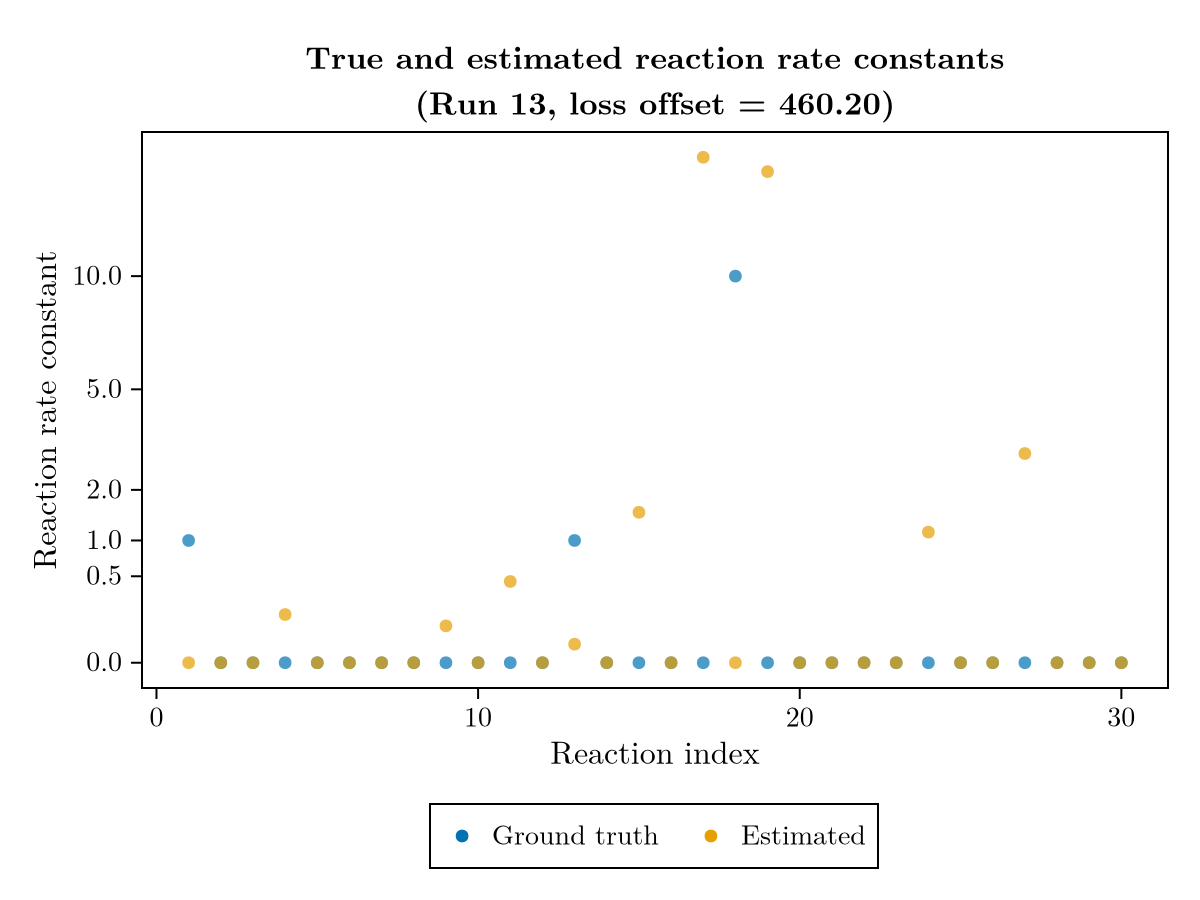 True and estimated reaction rate constants
(Run 13, loss offset = 460.20)
Reaction rate constant
10.0
5.0
2.0
1.0
0.5
0.0
0 10 20 30
Reaction index
Ground truth Estimated